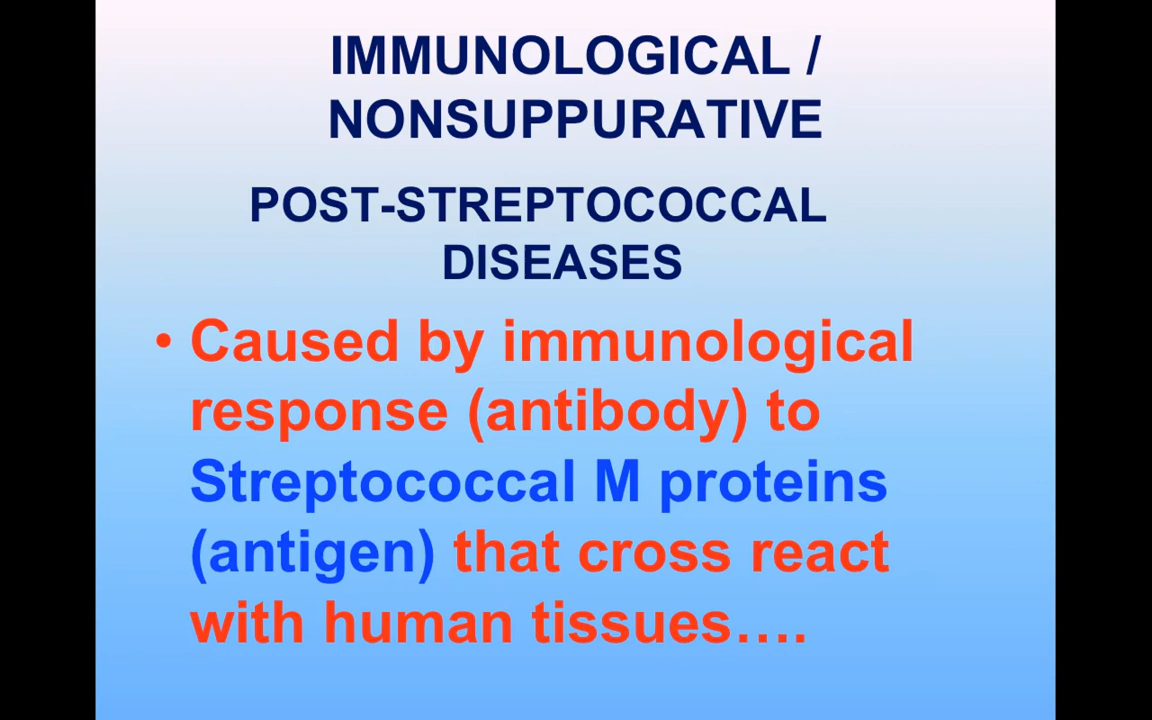 IMMUNOLOGICAL /
NONSUPPURATIVE
POST-STREPTOCOCCAL
DISEASES
• Caused by immunological
response (antibody) to
Streptococcal M proteins
(antigen) that cross react
with human tissues….